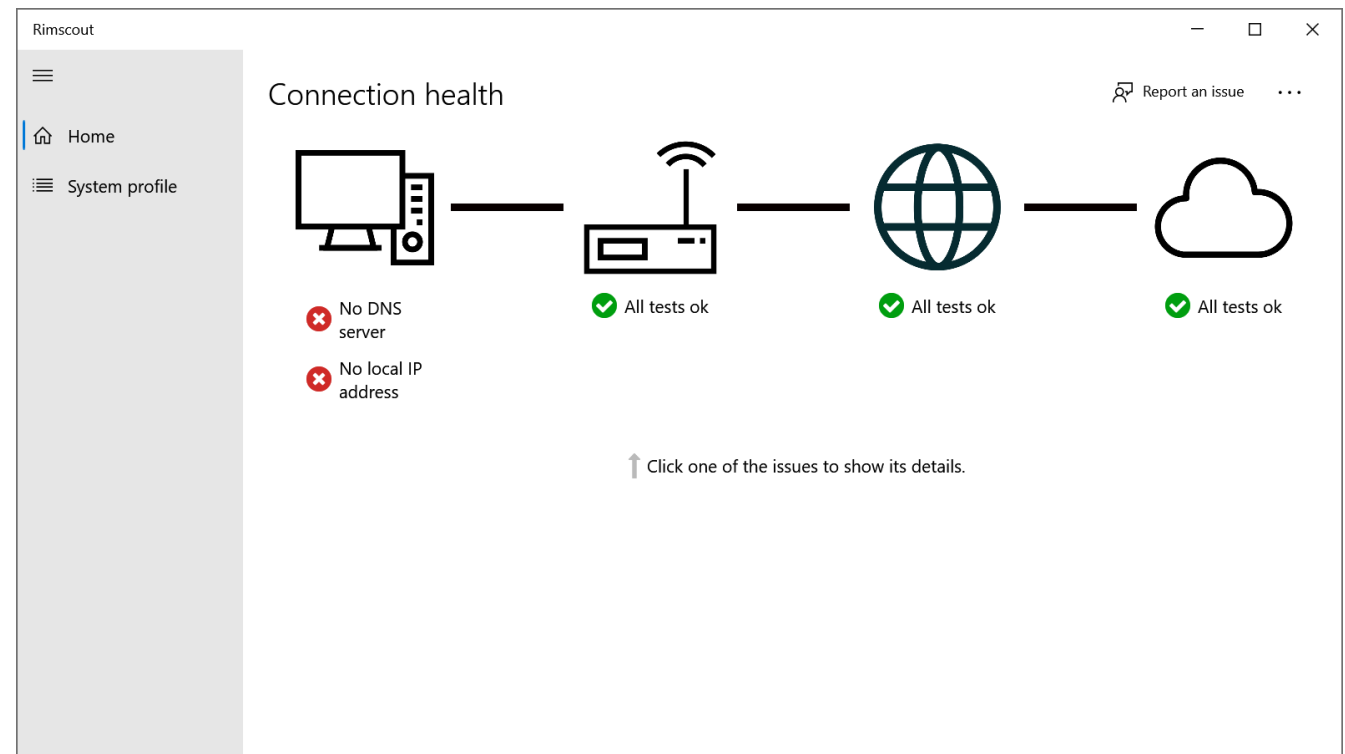 Rimscout
Connection health
Report an issue
Home
System profile
No DNS
server
No local IP
address
All tests ok
All tests ok
All tests ok
Click one of the issues to show its details.